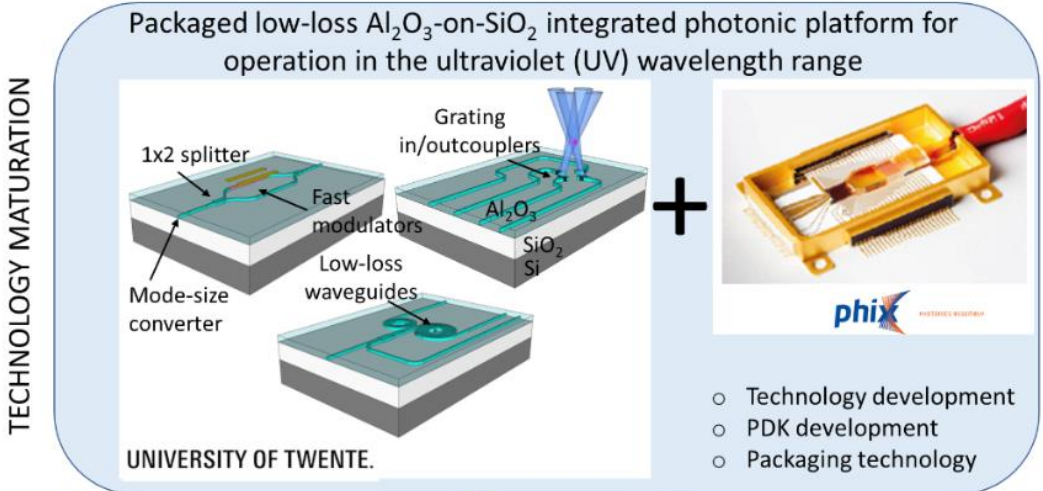 TECHNOLOGY MATURATION
Packaged low-loss Al₂O₃-on-SiO₂ integrated photonic platform for
operation in the ultraviolet (UV) wavelength range
1x2 splitter
Fast
modulators
Mode-size
converter
Grating
in/outcouplers
Al₂O₃
SiO₂
Si
Low-loss
waveguides
UNIVERSITY OF TWENTE.
phix
PHOTONICS ASSEMBLY
○ Technology development
○ PDK development
○ Packaging technology